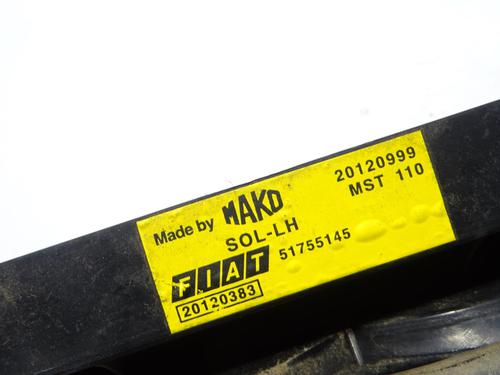 Made by MAKO
20120999
SOL-LH
MST 110
FIAT 51755145
20120383